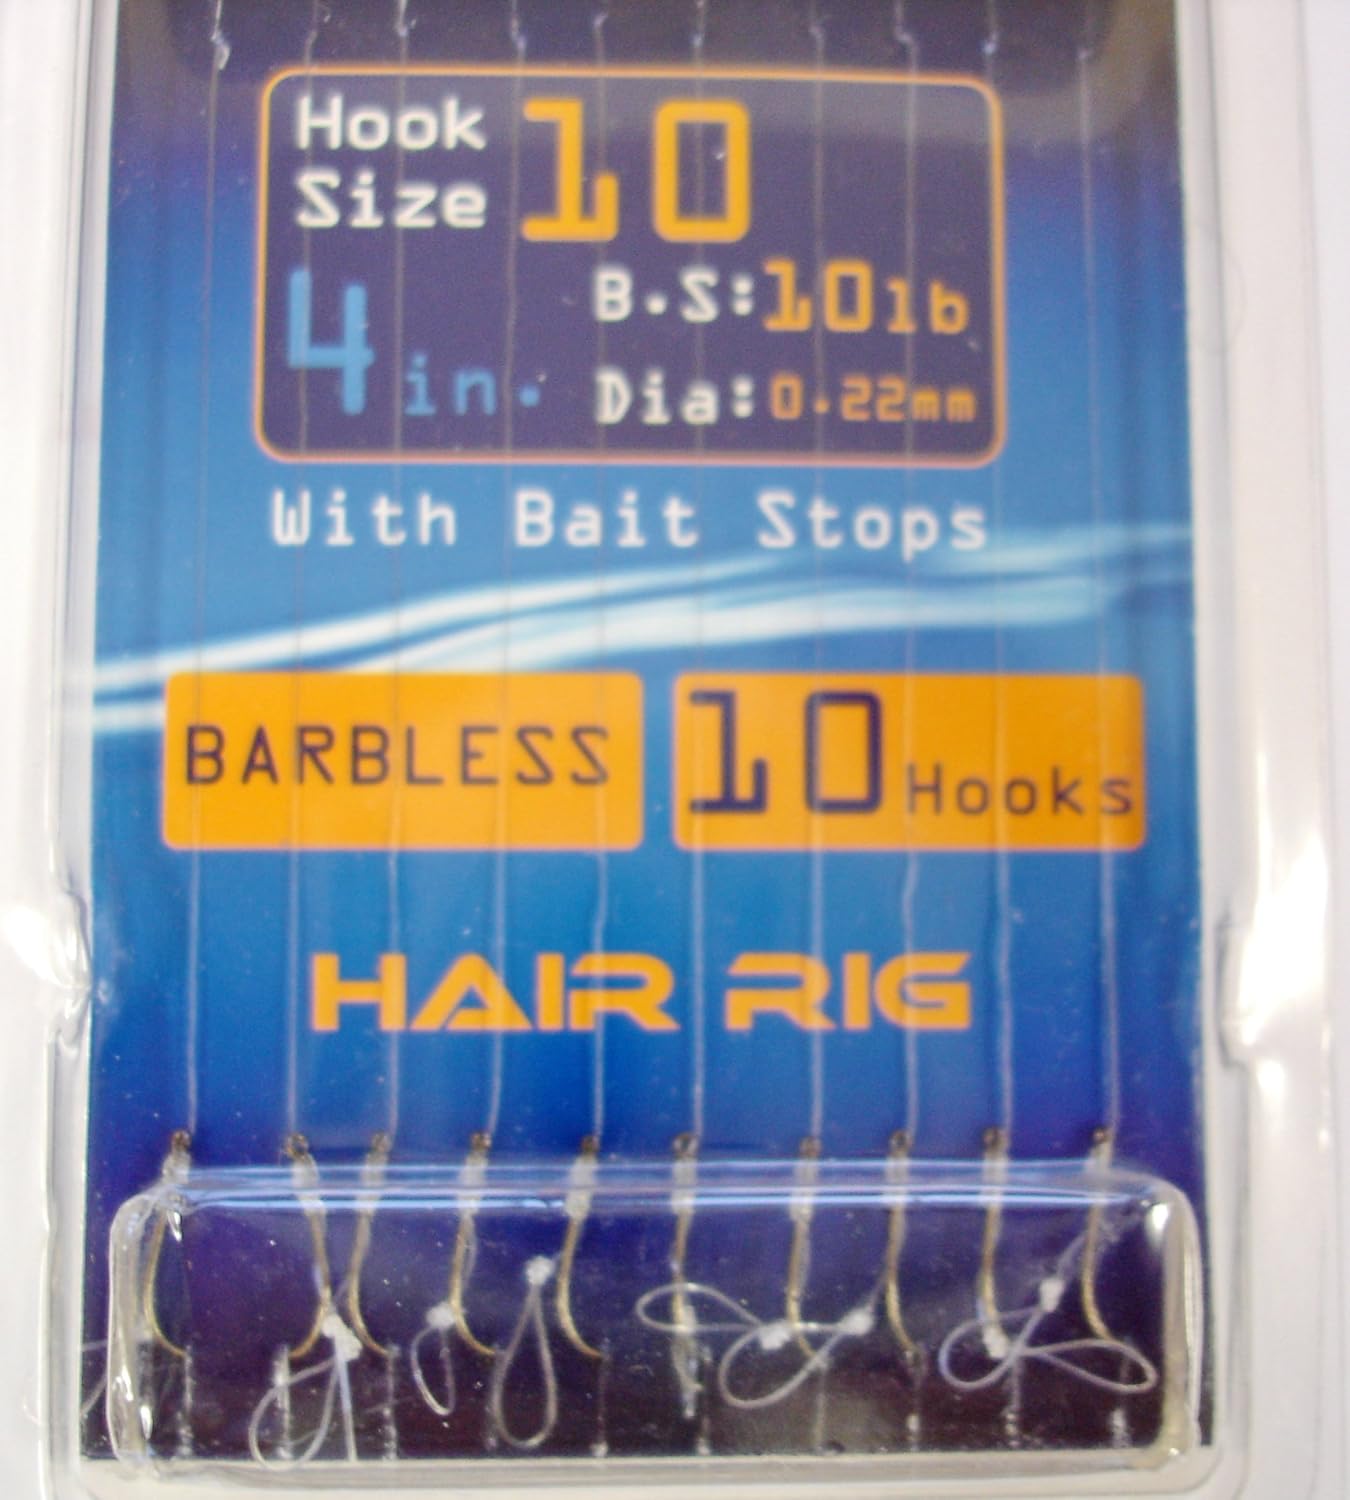 Hook Size 10
4 in.
B.S: 10lb
Dia: 0.22mm
With Bait Stops
BARBLESS
10 Hooks
HAIR RIG